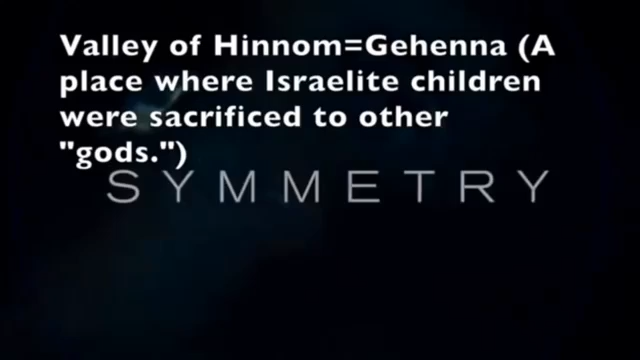 Valley of Hinnom=Gehenna (A
place where Israelite children
were sacrificed to other
"gods.")
SYMMETRY